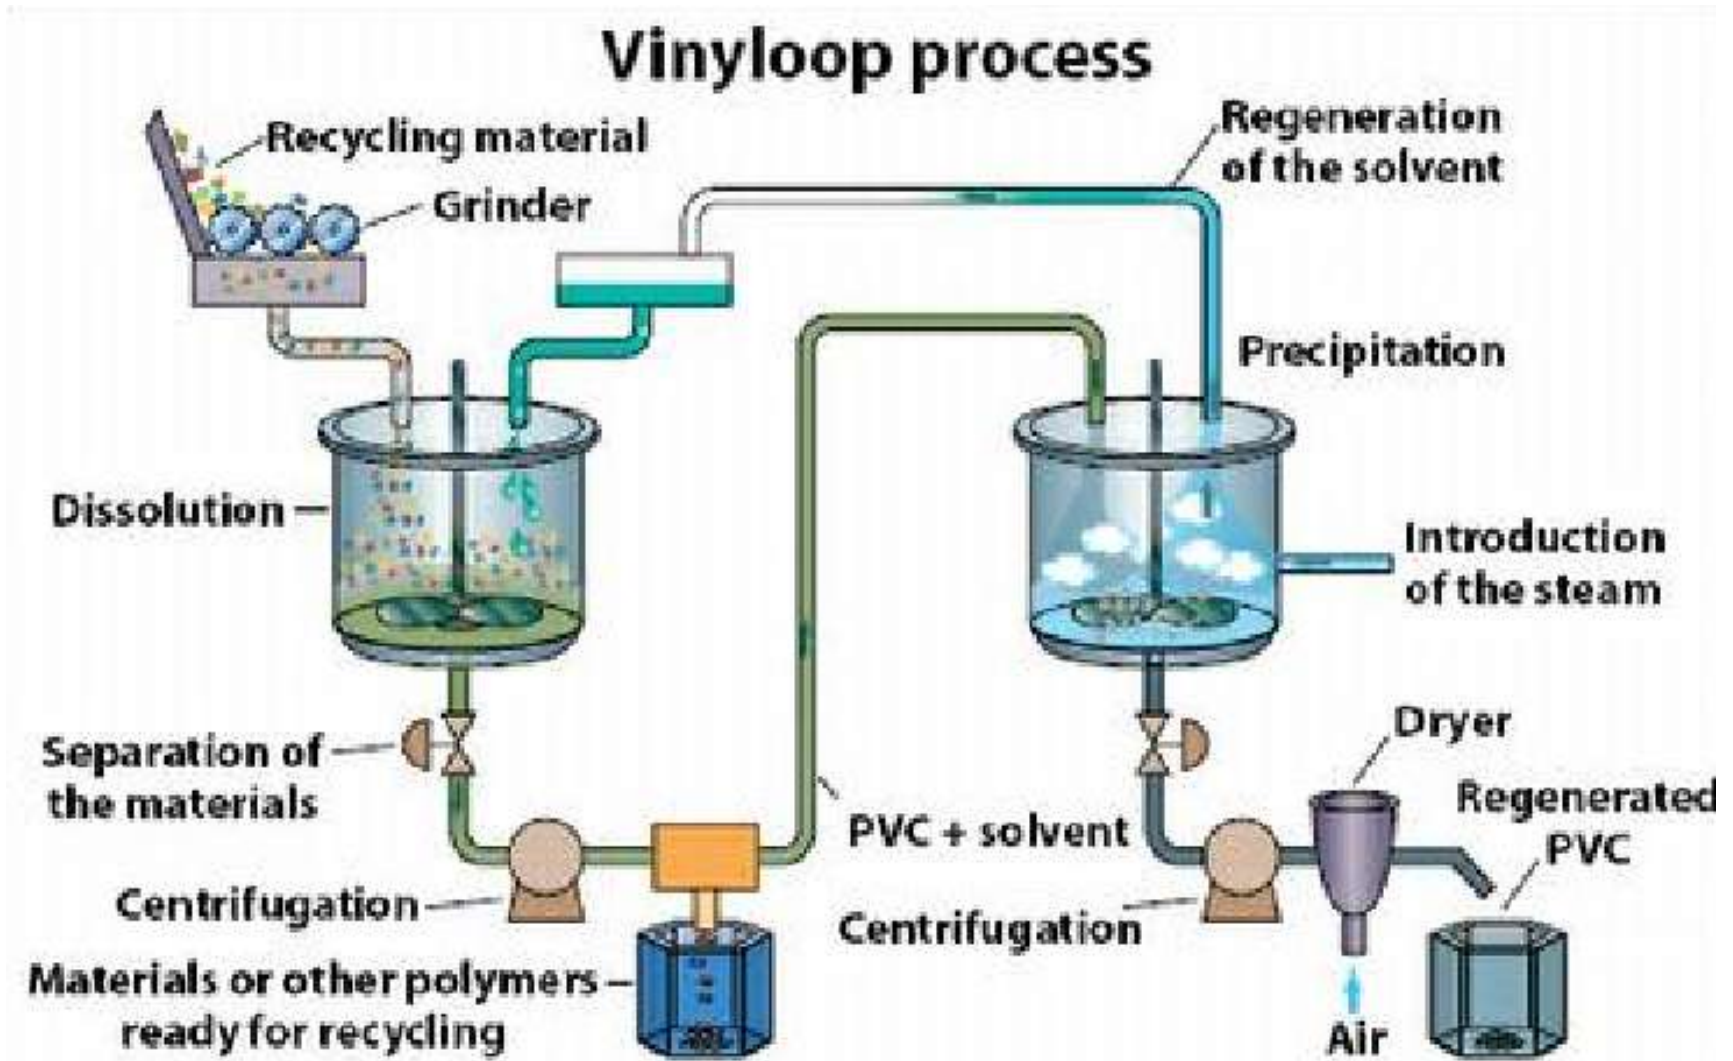 Vinyloop process
Recycling material
Grinder
Regeneration
of the solvent
Precipitation
Dissolution
Introduction
of the steam
Separation of
the materials
Dryer
PVC + solvent
Regenerated
PVC
Centrifugation
Centrifugation
Materials or other polymers
ready for recycling
Air